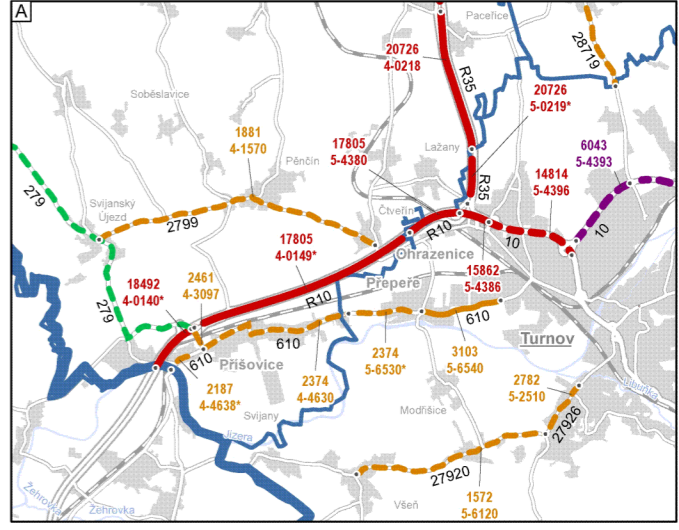 A
Paceřice
20726
4-0218
R35
28719
Soběslavice
20726
5-0219*
1881
4-1570
17805
5-4380
Lažany
6043
5-4393
Pěnčín
14814
5-4396
279
R35
Svijanský
Újezd
2799
Čtveřín
R10
10
10
17805
4-0149*
Ohrazenice
15862
5-4386
18492
4-0140*
2461
4-3097
279
R10
Přepeře
610
610
610
Turnov
Příšovice
2374
5-6530*
3103
5-6540
2187
4-4638*
2374
4-4630
2782
5-2510
Libuňka
Modřišice
Svijany
27926
Jizera
27920
Žehrovka
Žehrovka
Všeň
1572
5-6120